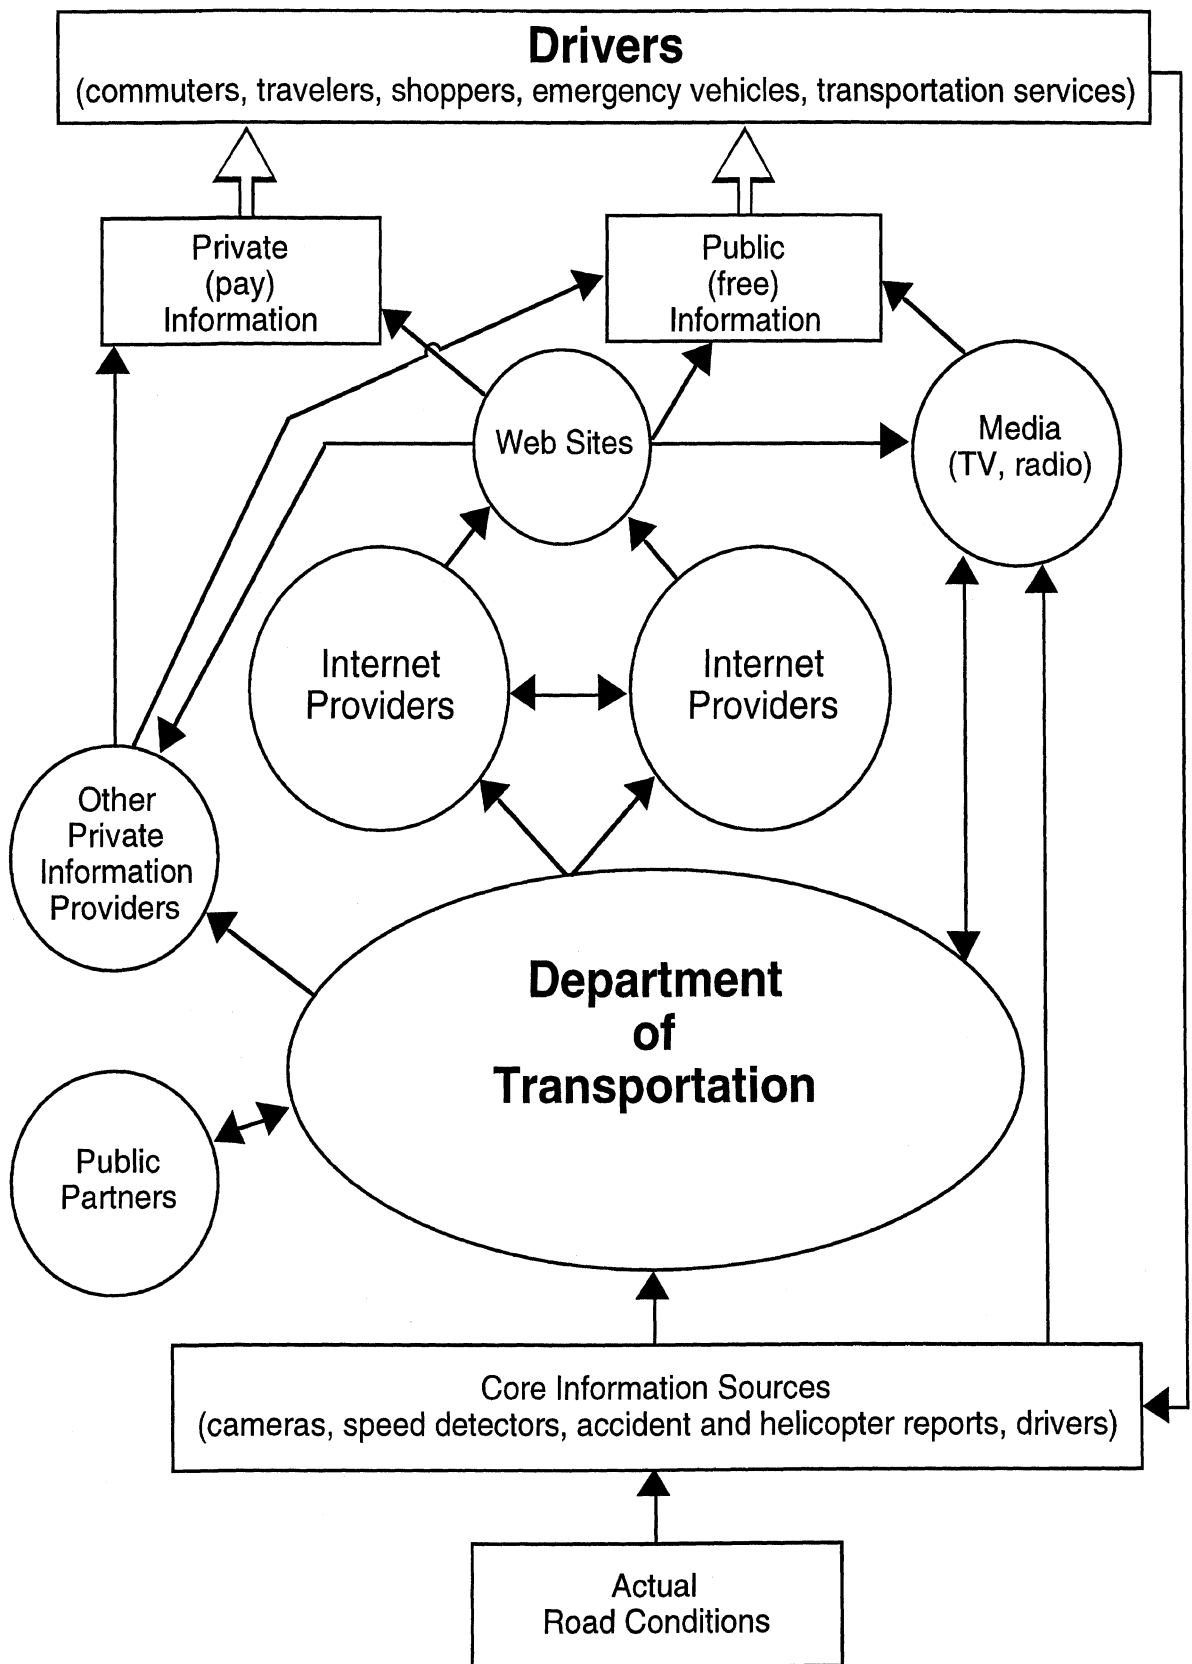 Drivers
(commuters, travelers, shoppers, emergency vehicles, transportation services)
Private
(pay)
Information
Public
(free)
Information
Web Sites
Media
(TV, radio)
Internet
Providers
Internet
Providers
Other
Private
Information
Providers
Department
of
Transportation
Public
Partners
Core Information Sources
(cameras, speed detectors, accident and helicopter reports, drivers)
Actual
Road Conditions